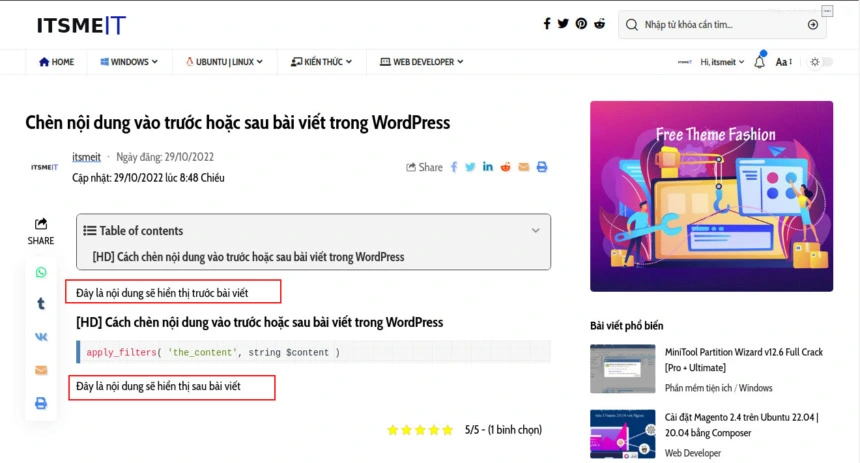 ITSMEIT
Nhập từ khóa cần tìm...
HOME
WINDOWS
UBUNTU | LINUX
KIẾN THỨC
WEB DEVELOPER
ITSMEIT
Hi, itsmeit
Aa
Chèn nội dung vào trước hoặc sau bài viết trong WordPress
ITSMEIT
itsmeit · Ngày đăng: 29/10/2022
Cập nhật: 29/10/2022 lúc 8:48 Chiều
Share
SHARE
Table of contents
[HD] Cách chèn nội dung vào trước hoặc sau bài viết trong WordPress
Đây là nội dung sẽ hiển thị trước bài viết
[HD] Cách chèn nội dung vào trước hoặc sau bài viết trong WordPress
apply_filters( 'the_content', string $content )
Đây là nội dung sẽ hiển thị sau bài viết
5/5 - (1 bình chọn)
Free Theme Fashion
Bài viết phổ biến
MiniTool Partition Wizard v12.6 Full Crack
[Pro + Ultimate]
Phần mềm tiện ích / Windows
Cài đặt Magento 2.4 trên Ubuntu 22.04 |
20.04 bằng Composer
Web Developer